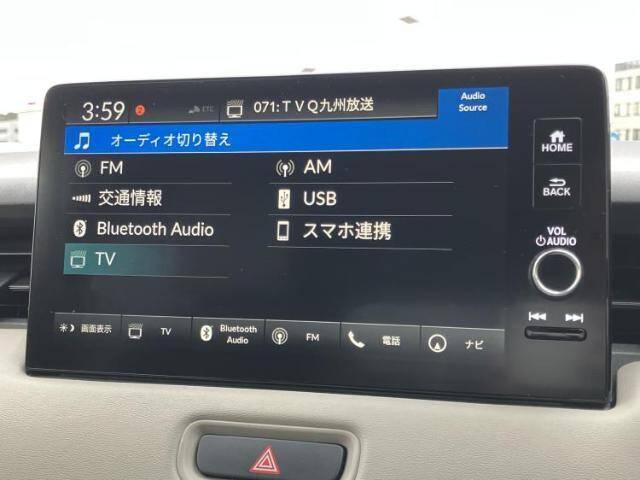 3:59 2 ETC 071:TVQ九州放送 Audio Source
オーディオ切り替え
FM AM
交通情報 USB
Bluetooth Audio スマホ連携
TV
画面表示 TV Bluetooth Audio FM 電話 ナビ
HOME
BACK
VOL
AUDIO